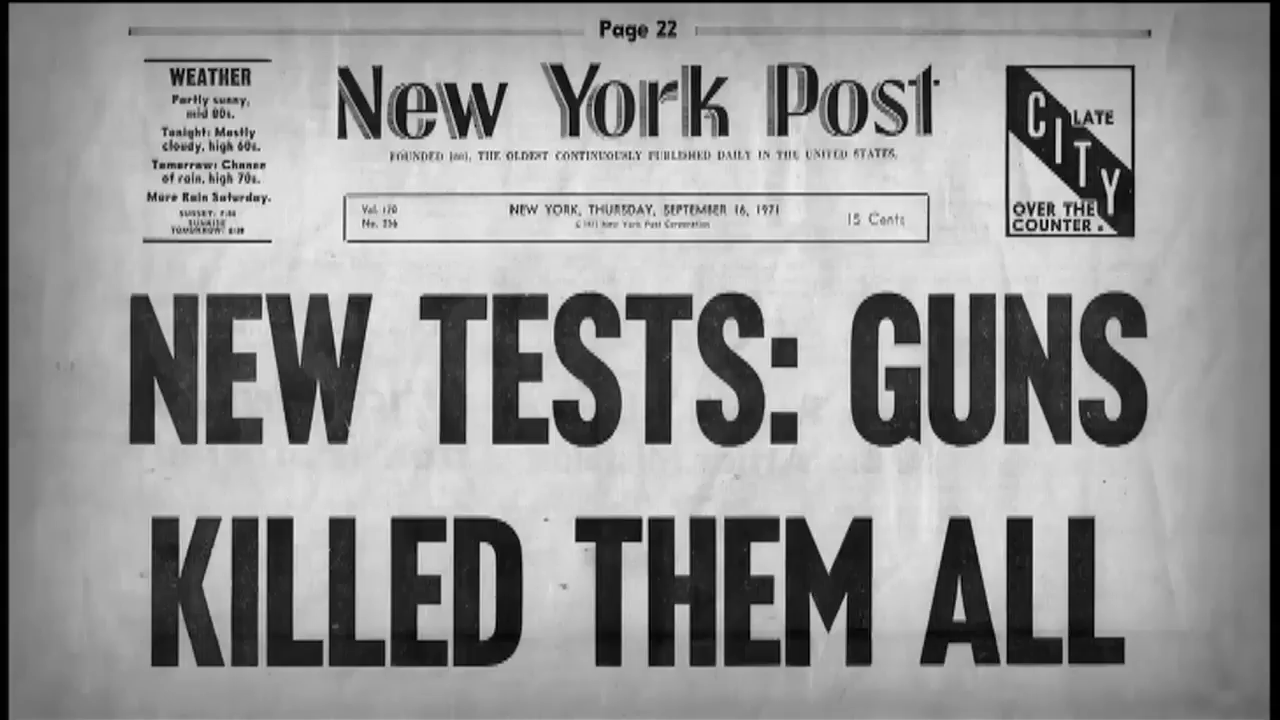 Page 22
WEATHER
Partly sunny,
mid 80s.
Tonight: Mostly
cloudy, high 60s.
Tomorrow: Chance
of rain, high 70s.
More Rain Saturday.
SUNSET:
SUNRISE
TOMORROW:
New York Post
FOUNDED 1801, THE OLDEST CONTINUOUSLY PUBLISHED DAILY IN THE UNITED STATES.
Vol. 170
No. 256
NEW YORK, THURSDAY, SEPTEMBER 16, 1971
© 1971 New York Post Corporation
15 Cents
LATE
CITY
OVER THE
COUNTER
NEW TESTS: GUNS
KILLED THEM ALL